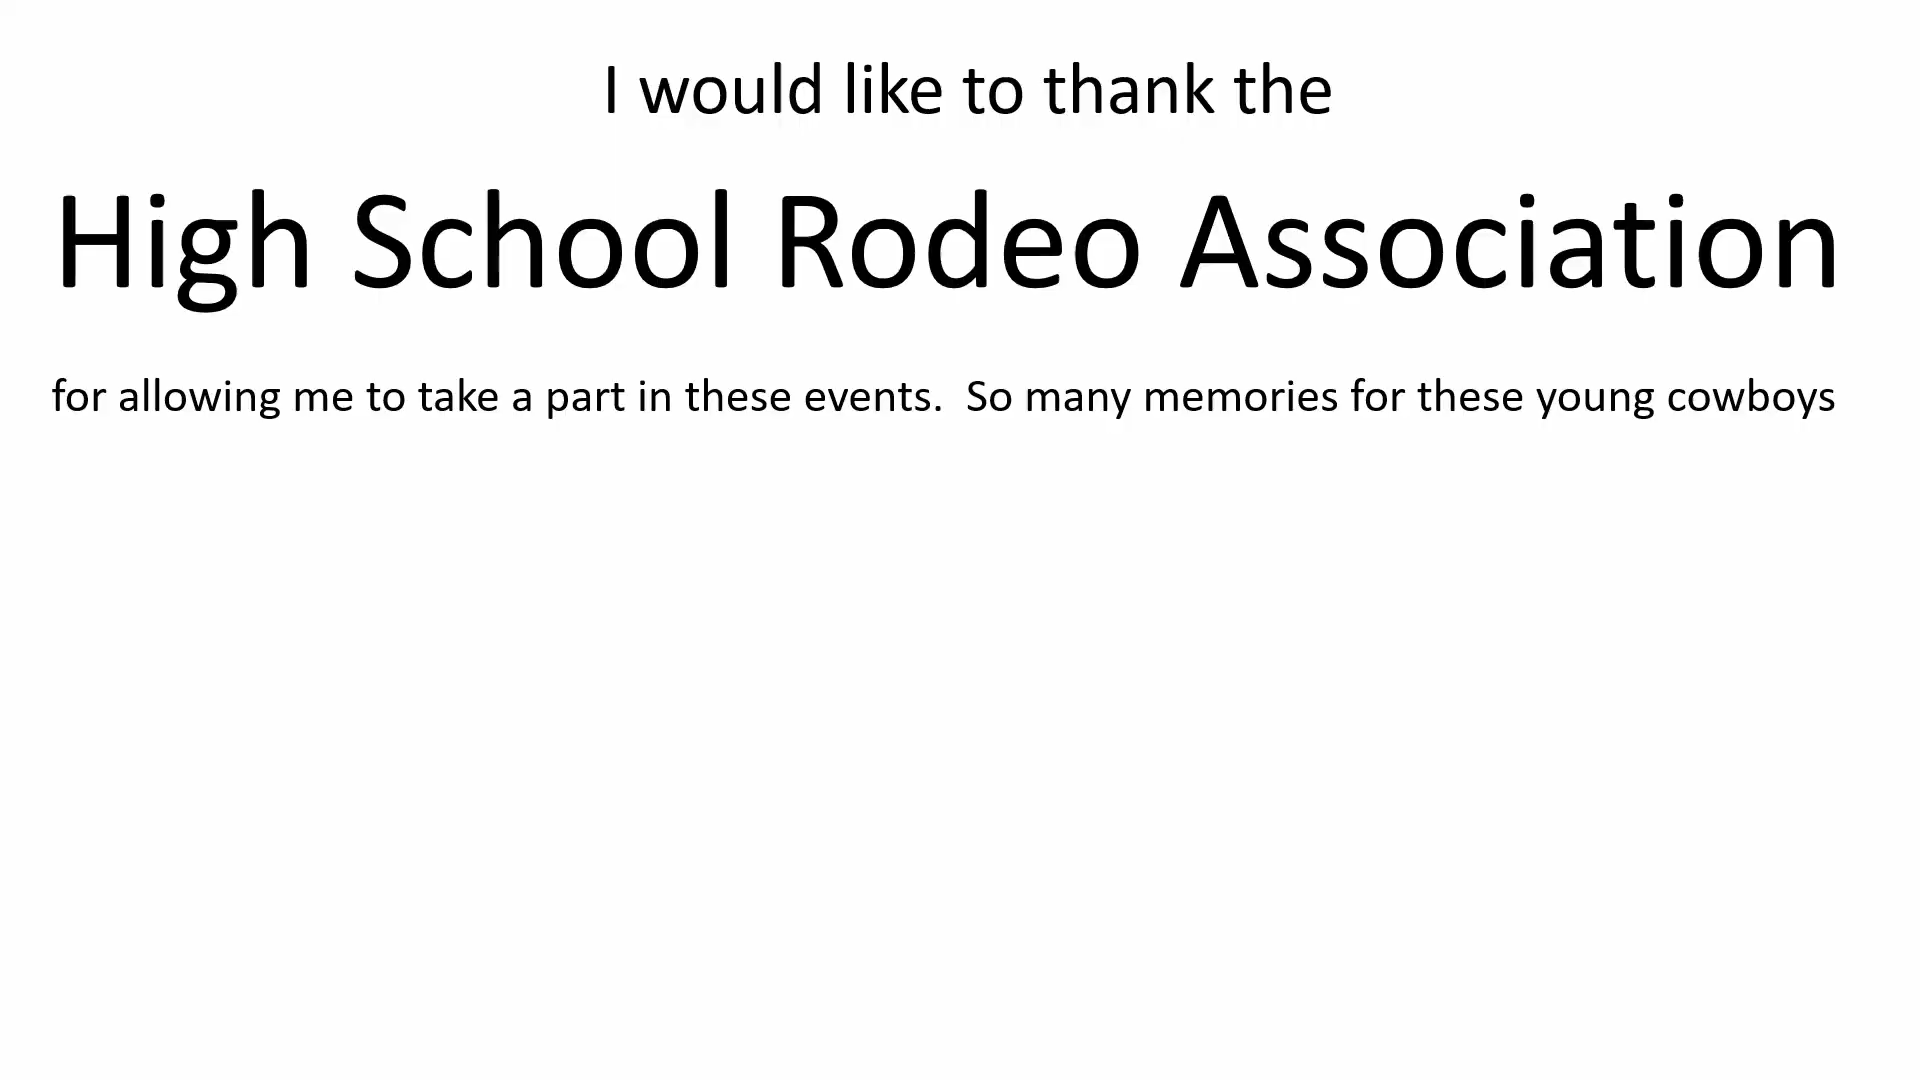 I would like to thank the
High School Rodeo Association
for allowing me to take a part in these events.  So many memories for these young cowboys